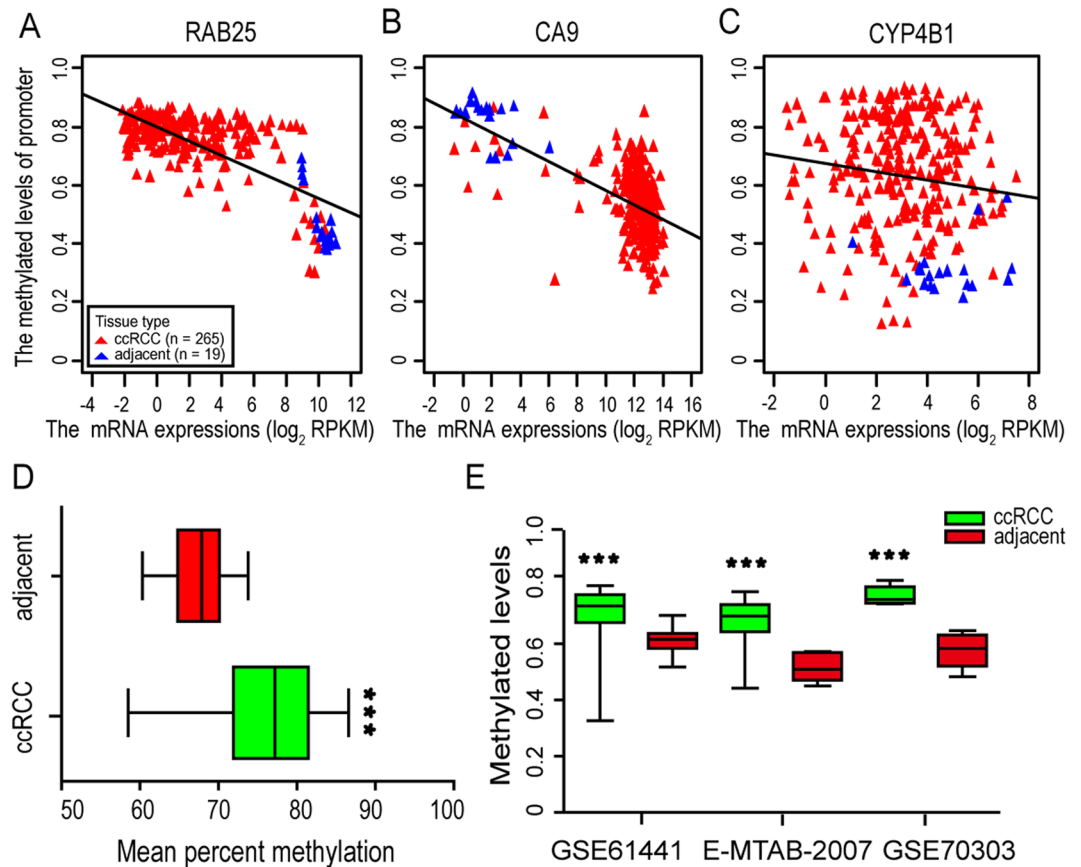 A
RAB25
B
CA9
C
CYP4B1
The methylated levels of promoter
0 0.2 0.4 0.6 0.8 1.0
Tissue type
ccRCC (n = 265)
adjacent (n = 19)
-4 -2 0 2 4 6 8 10 12
The mRNA expressions (log2 RPKM)
0 0.2 0.4 0.6 0.8 1.0
-2 0 2 4 6 8 10 12 14 16
The mRNA expressions (log2 RPKM)
0 0.2 0.4 0.6 0.8 1.0
-2 0 2 4 6 8
The mRNA expressions (log2 RPKM)
D
adjacent
ccRCC
***
50 60 70 80 90 100
Mean percent methylation
E
ccRCC
adjacent
Methylated levels
0 0.2 0.4 0.6 0.8 1.0
*** *** ***
GSE61441 E-MTAB-2007 GSE70303